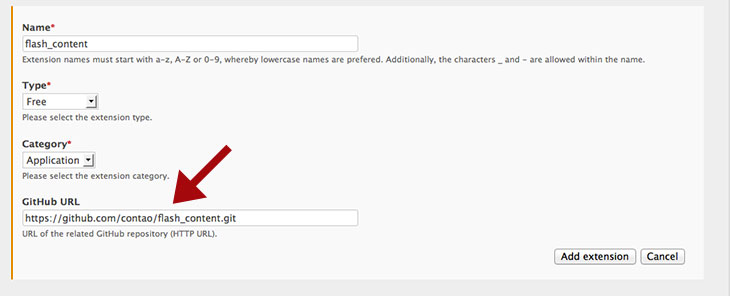 Name*
flash_content
Extension names must start with a-z, A-Z or 0-9, whereby lowercase names are prefered. Additionally, the characters _ and - are allowed within the name.
Type*
Free
Please select the extension type.
Category*
Application
Please select the extension category.
GitHub URL
https://github.com/contao/flash_content.git
URL of the related GitHub repository (HTTP URL).
Add extension Cancel